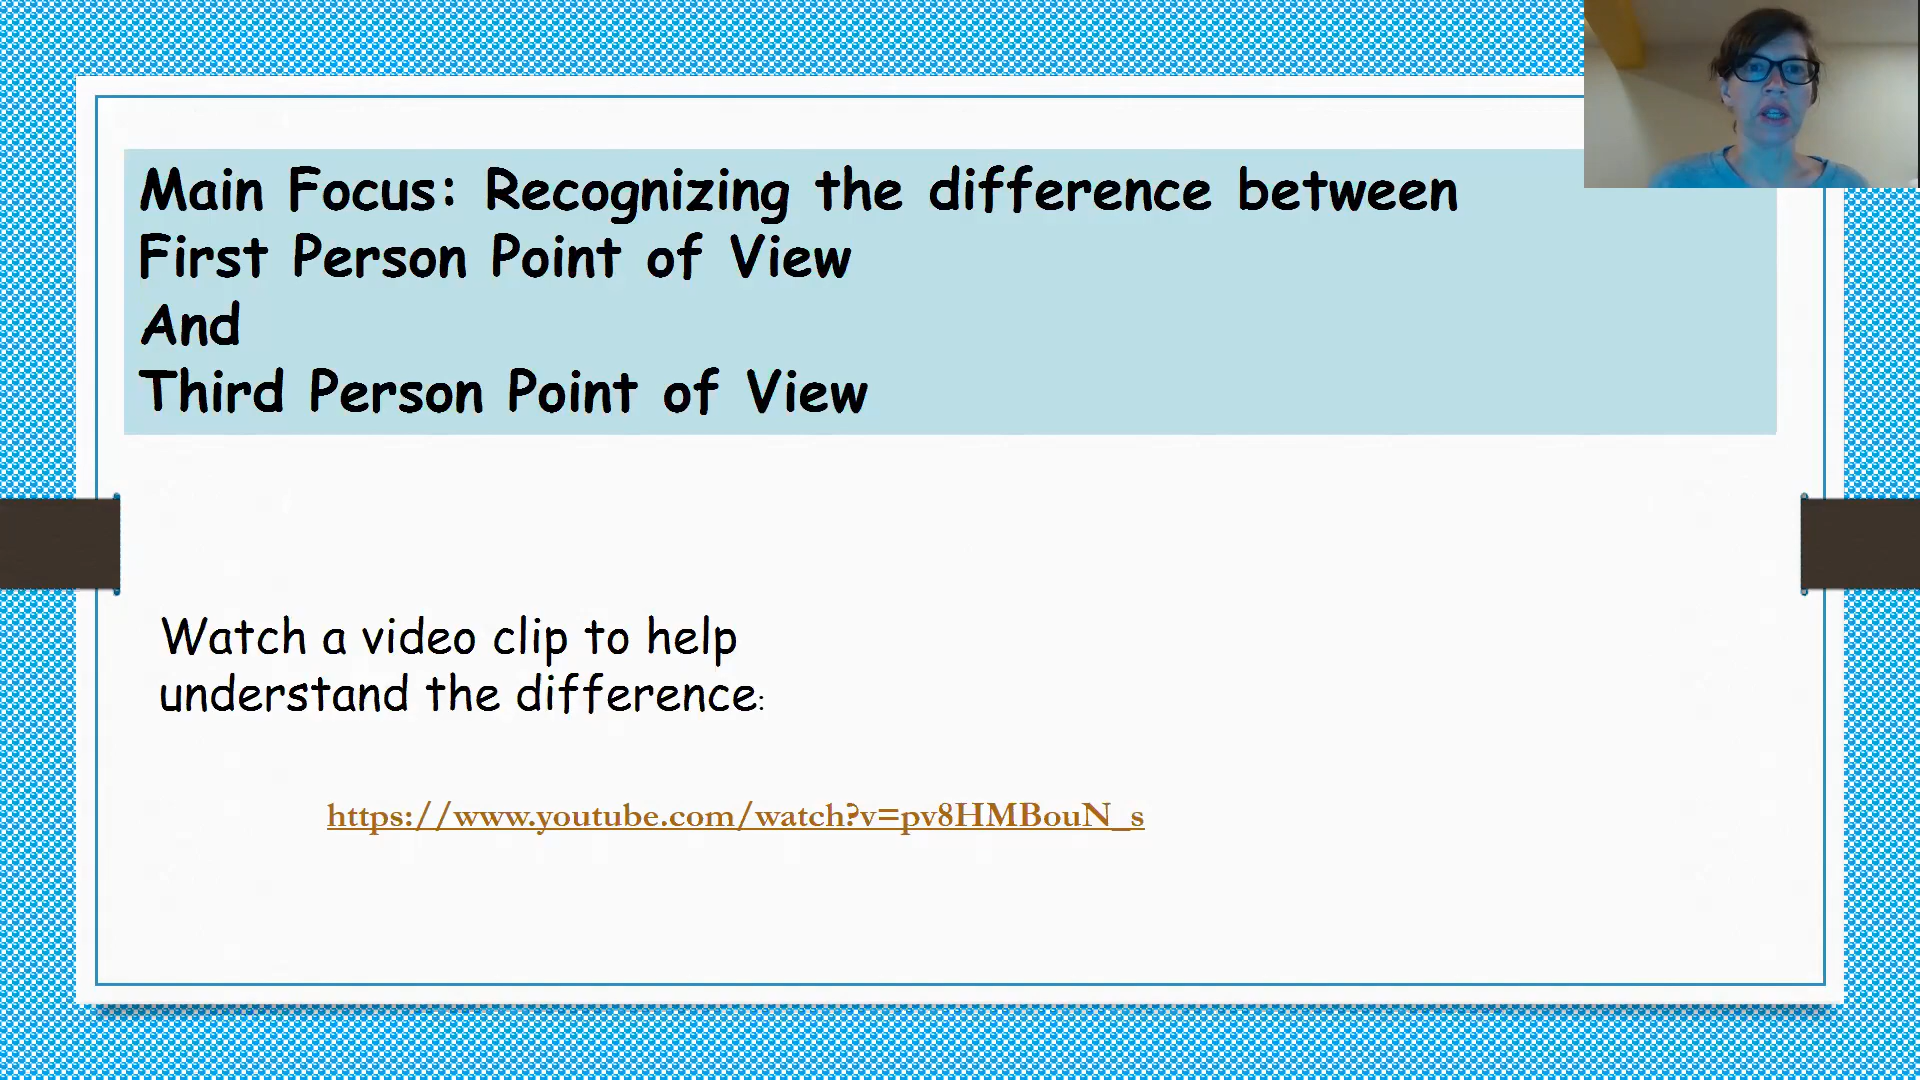 Main Focus: Recognizing the difference between
First Person Point of View
And
Third Person Point of View
Watch a video clip to help
understand the difference:
https://www.youtube.com/watch?v=pv8HMBouN_s